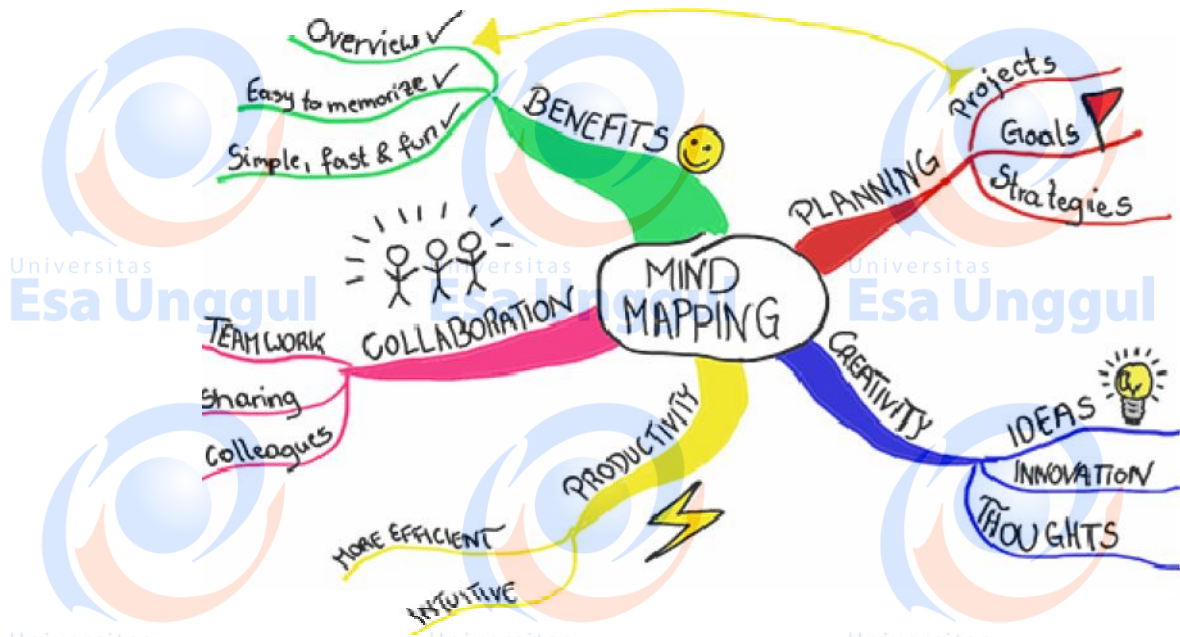 Overview
Easy to memorize
Simple, fast & fun
BENEFITS
Projects
Goals
Strategies
PLANNING
MIND
MAPPING
COLLABORATION
TEAMWORK
Sharing
Colleagues
PRODUCTIVITY
MORE EFFICIENT
INTUITIVE
CREATIVITY
IDEAS
INNOVATION
THOUGHTS
Universitas
Esa Unggul
Universitas
Esa Unggul
Universitas
Esa Unggul